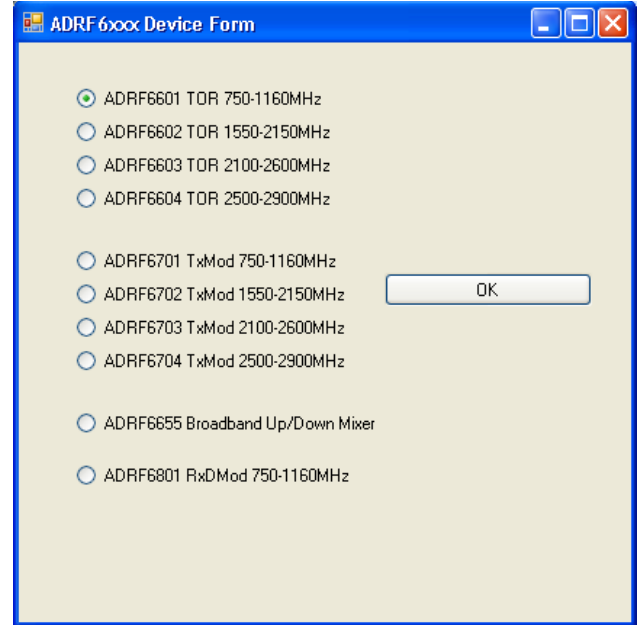 ADRF6xxx Device Form
ADRF6601 TOR 750-1160MHz
ADRF6602 TOR 1550-2150MHz
ADRF6603 TOR 2100-2600MHz
ADRF6604 TOR 2500-2900MHz
ADRF6701 TxMod 750-1160MHz
ADRF6702 TxMod 1550-2150MHz
OK
ADRF6703 TxMod 2100-2600MHz
ADRF6704 TxMod 2500-2900MHz
ADRF6655 Broadband Up/Down Mixer
ADRF6801 RxDMod 750-1160MHz